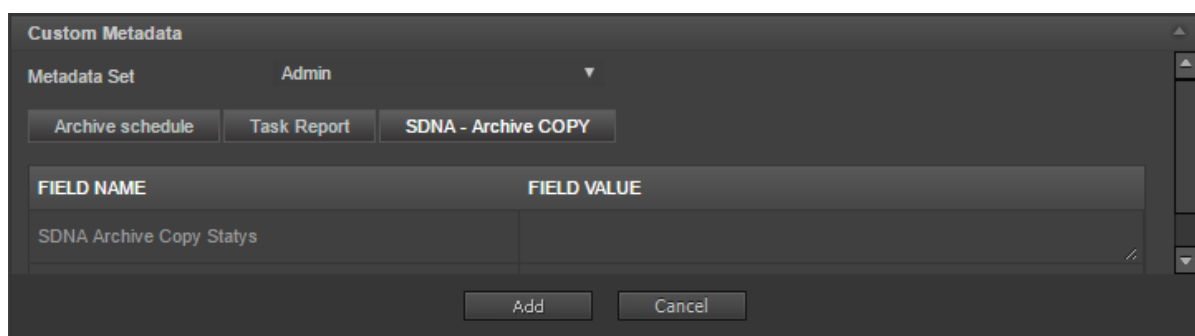 Custom Metadata
Metadata Set Admin
Archive schedule Task Report SDNA - Archive COPY
FIELD NAME FIELD VALUE
SDNA Archive Copy Statys
Add Cancel